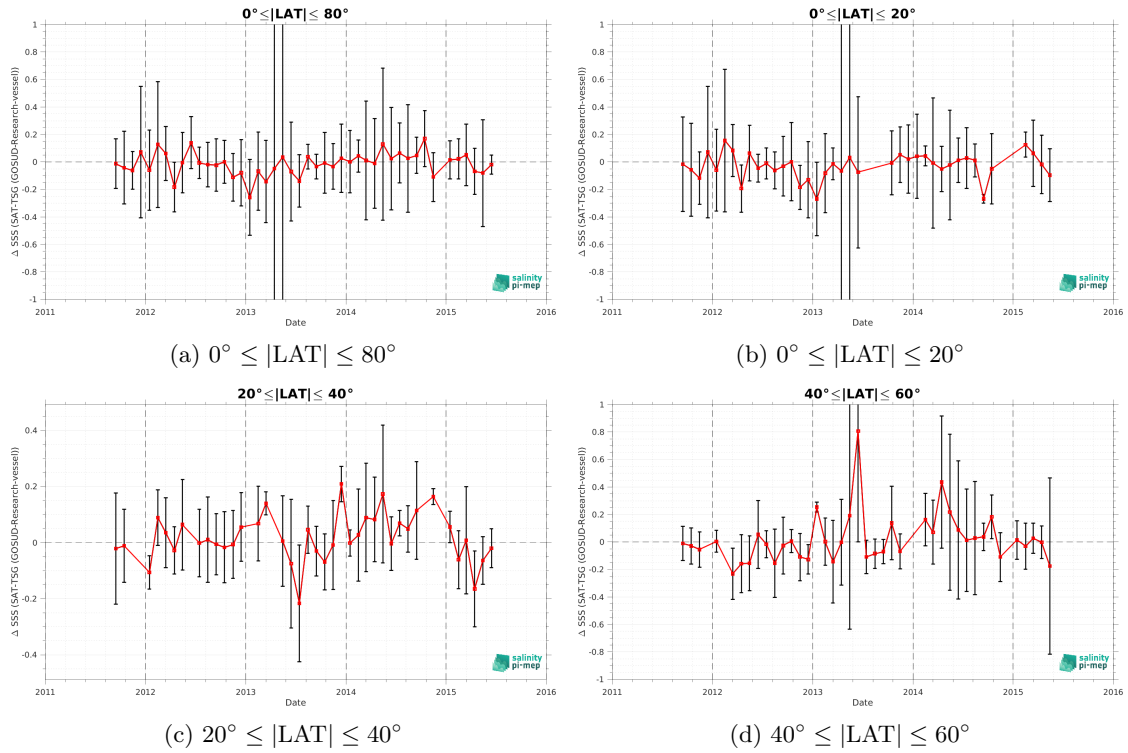 0°≤|LAT|≤ 80°
1
0.8
0.6
0.4
0.2
0
-0.2
-0.4
-0.6
-0.8
-1
Δ SSS (SAT-TSG (GOSUD-Research-vessel))
2011 2012 2013 2014 2015 2016
Date
salinity
pi-mep
(a) 0° ≤ |LAT| ≤ 80°
0°≤|LAT|≤ 20°
1
0.8
0.6
0.4
0.2
0
-0.2
-0.4
-0.6
-0.8
-1
Δ SSS (SAT-TSG (GOSUD-Research-vessel))
2011 2012 2013 2014 2015 2016
Date
salinity
pi-mep
(b) 0° ≤ |LAT| ≤ 20°
20°≤|LAT|≤ 40°
0.4
0.2
0
-0.2
-0.4
Δ SSS (SAT-TSG (GOSUD-Research-vessel))
2011 2012 2013 2014 2015 2016
Date
salinity
pi-mep
(c) 20° ≤ |LAT| ≤ 40°
40°≤|LAT|≤ 60°
1
0.8
0.6
0.4
0.2
0
-0.2
-0.4
-0.6
-0.8
-1
Δ SSS (SAT-TSG (GOSUD-Research-vessel))
2011 2012 2013 2014 2015 2016
Date
salinity
pi-mep
(d) 40° ≤ |LAT| ≤ 60°